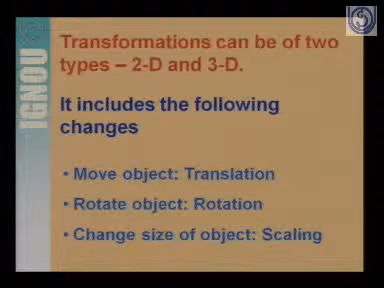 IGNOU
Transformations can be of two
types – 2-D and 3-D.
It includes the following
changes
• Move object: Translation
• Rotate object: Rotation
• Change size of object: Scaling